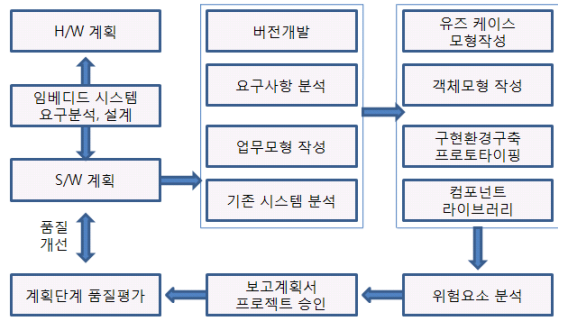 H/W 계획
임베디드 시스템
요구분석, 설계
S/W 계획
품질
개선
계획단계 품질평가
버전개발
요구사항 분석
업무모형 작성
기존 시스템 분석
유즈 케이스
모형작성
객체모형 작성
구현환경구축
프로토타이핑
컴포넌트
라이브러리
위험요소 분석
보고계획서
프로젝트 승인